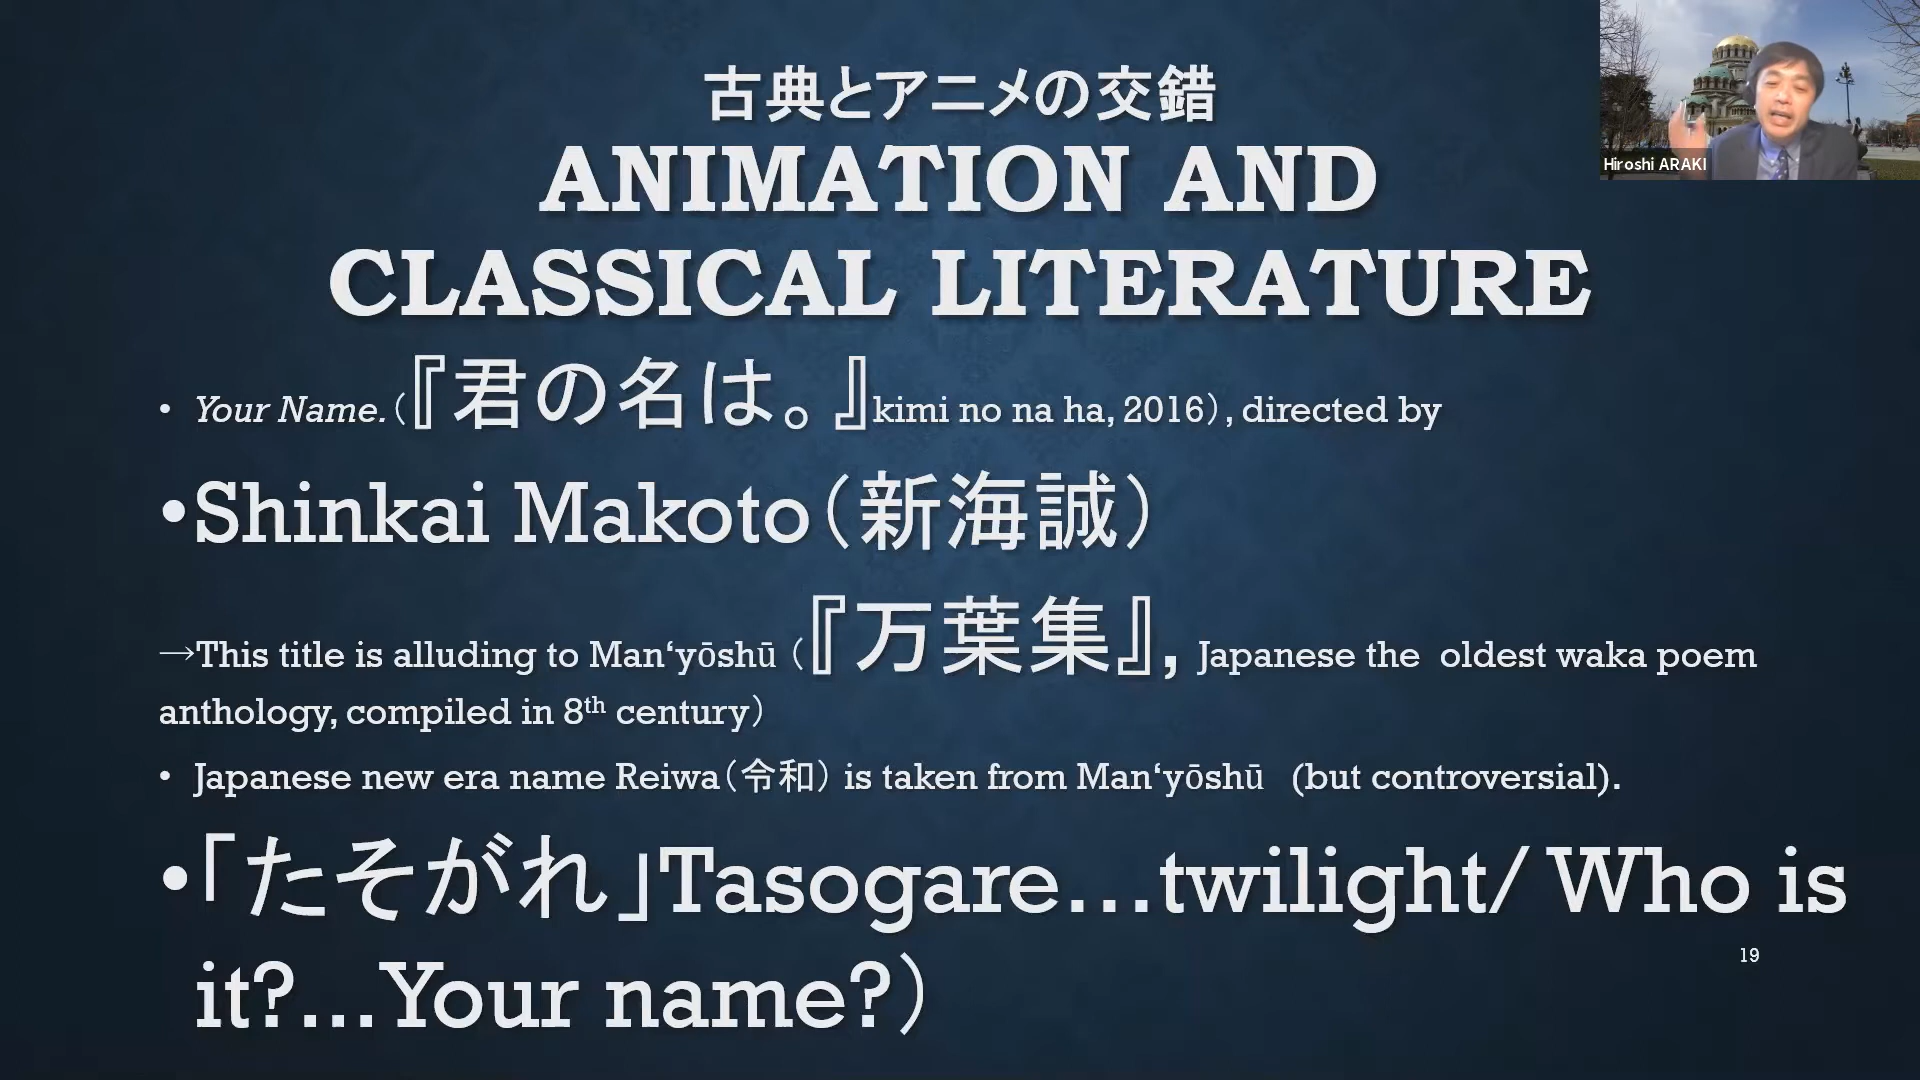 古典とアニメの交錯
ANIMATION AND
CLASSICAL LITERATURE
• Your Name.(『君の名は。』kimi no na ha, 2016), directed by
•Shinkai Makoto(新海誠)
→This title is alluding to Man‘yōshū (『万葉集』, Japanese the oldest waka poem
anthology, compiled in 8th century)
• Japanese new era name Reiwa(令和) is taken from Man‘yōshū (but controversial).
•「たそがれ」Tasogare...twilight/ Who is
it?...Your name?)
19
Hiroshi ARAKI